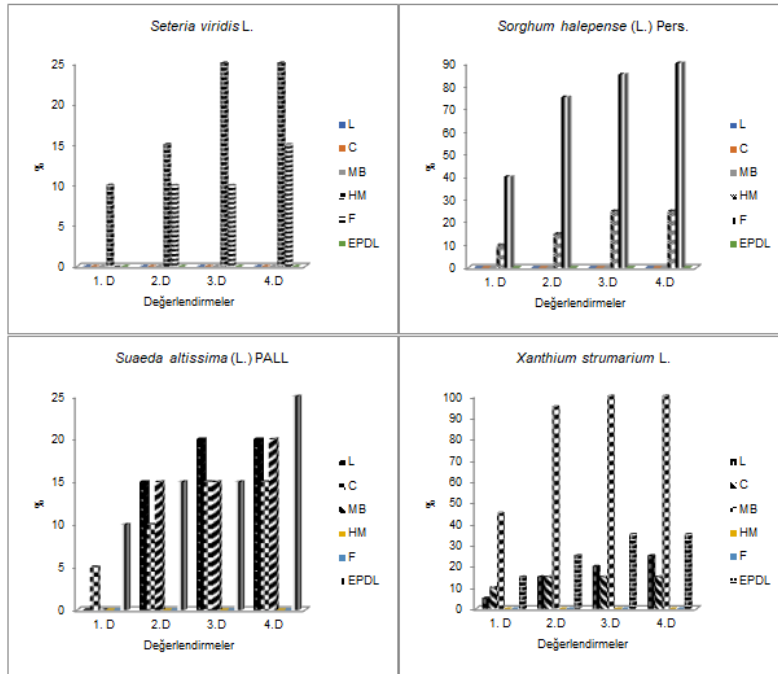 Seteria viridis L.
25
20
15
10
5
0
%
1. D
2.D
3.D
4.D
Değerlendirmeler
L
C
MB
HM
F
EPDL
Sorghum halepense (L.) Pers.
90
80
70
60
50
40
30
20
10
0
%
1. D
2.D
3.D
4.D
Değerlendirmeler
L
C
MB
HM
F
EPDL
Suaeda altissima (L.) PALL
25
20
15
10
5
0
%
1. D
2.D
3.D
4.D
Değerlendirmeler
L
C
MB
HM
F
EPDL
Xanthium strumarium L.
100
90
80
70
60
50
40
30
20
10
0
%
1. D
2.D
3.D
4.D
Değerlendirmeler
L
C
MB
HM
F
EPDL